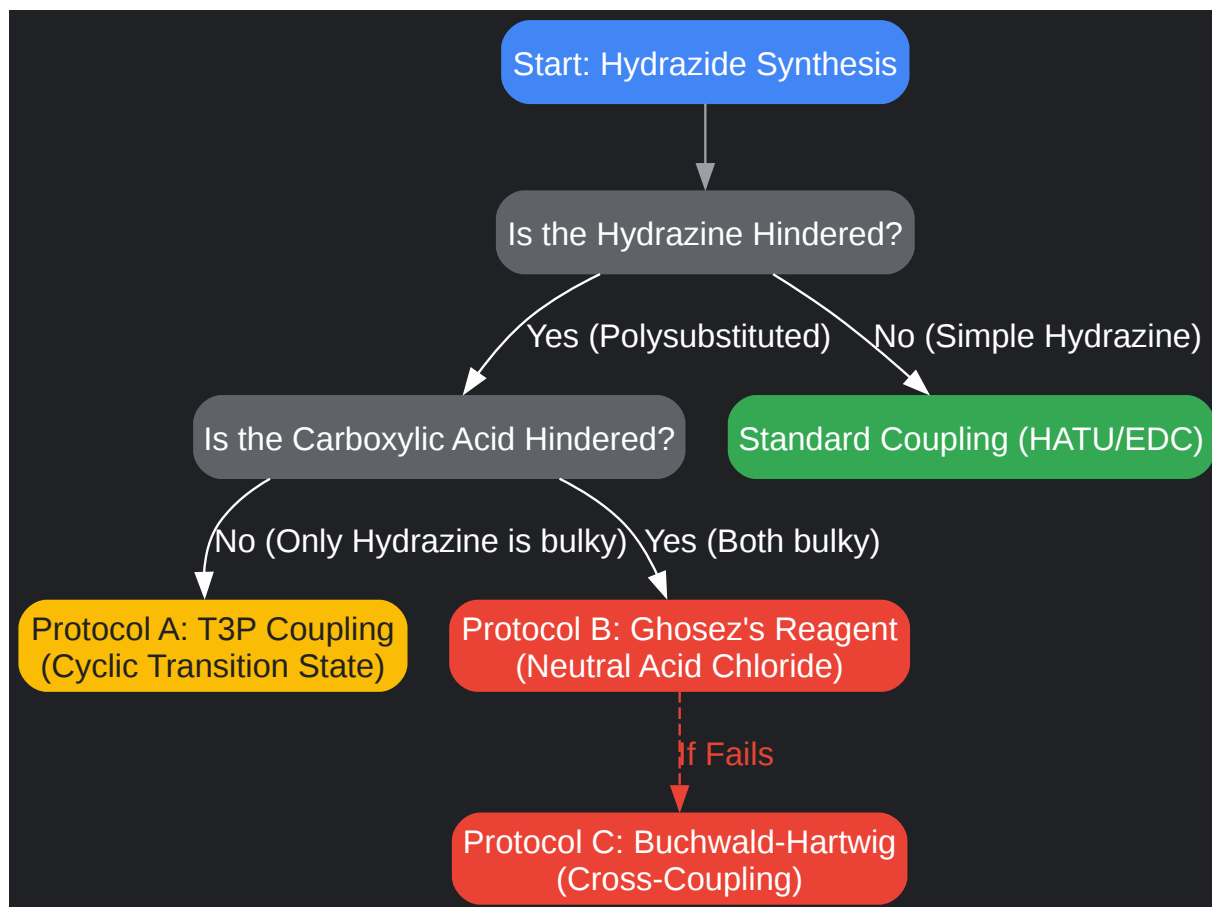 Start: Hydrazide Synthesis
Is the Hydrazine Hindered?
Yes (Polysubstituted)
No (Simple Hydrazine)
Is the Carboxylic Acid Hindered?
Standard Coupling (HATU/EDC)
No (Only Hydrazine is bulky)
Yes (Both bulky)
Protocol A: T3P Coupling
(Cyclic Transition State)
Protocol B: Ghosez's Reagent
(Neutral Acid Chloride)
If Fails
Protocol C: Buchwald-Hartwig
(Cross-Coupling)